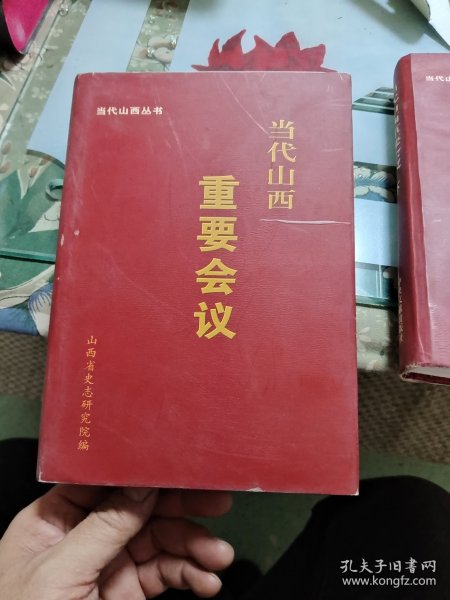 当代山西丛书
当代山西
重要会议
山西省史志研究院编
当代山
孔夫子旧书网
www.kongfz.com